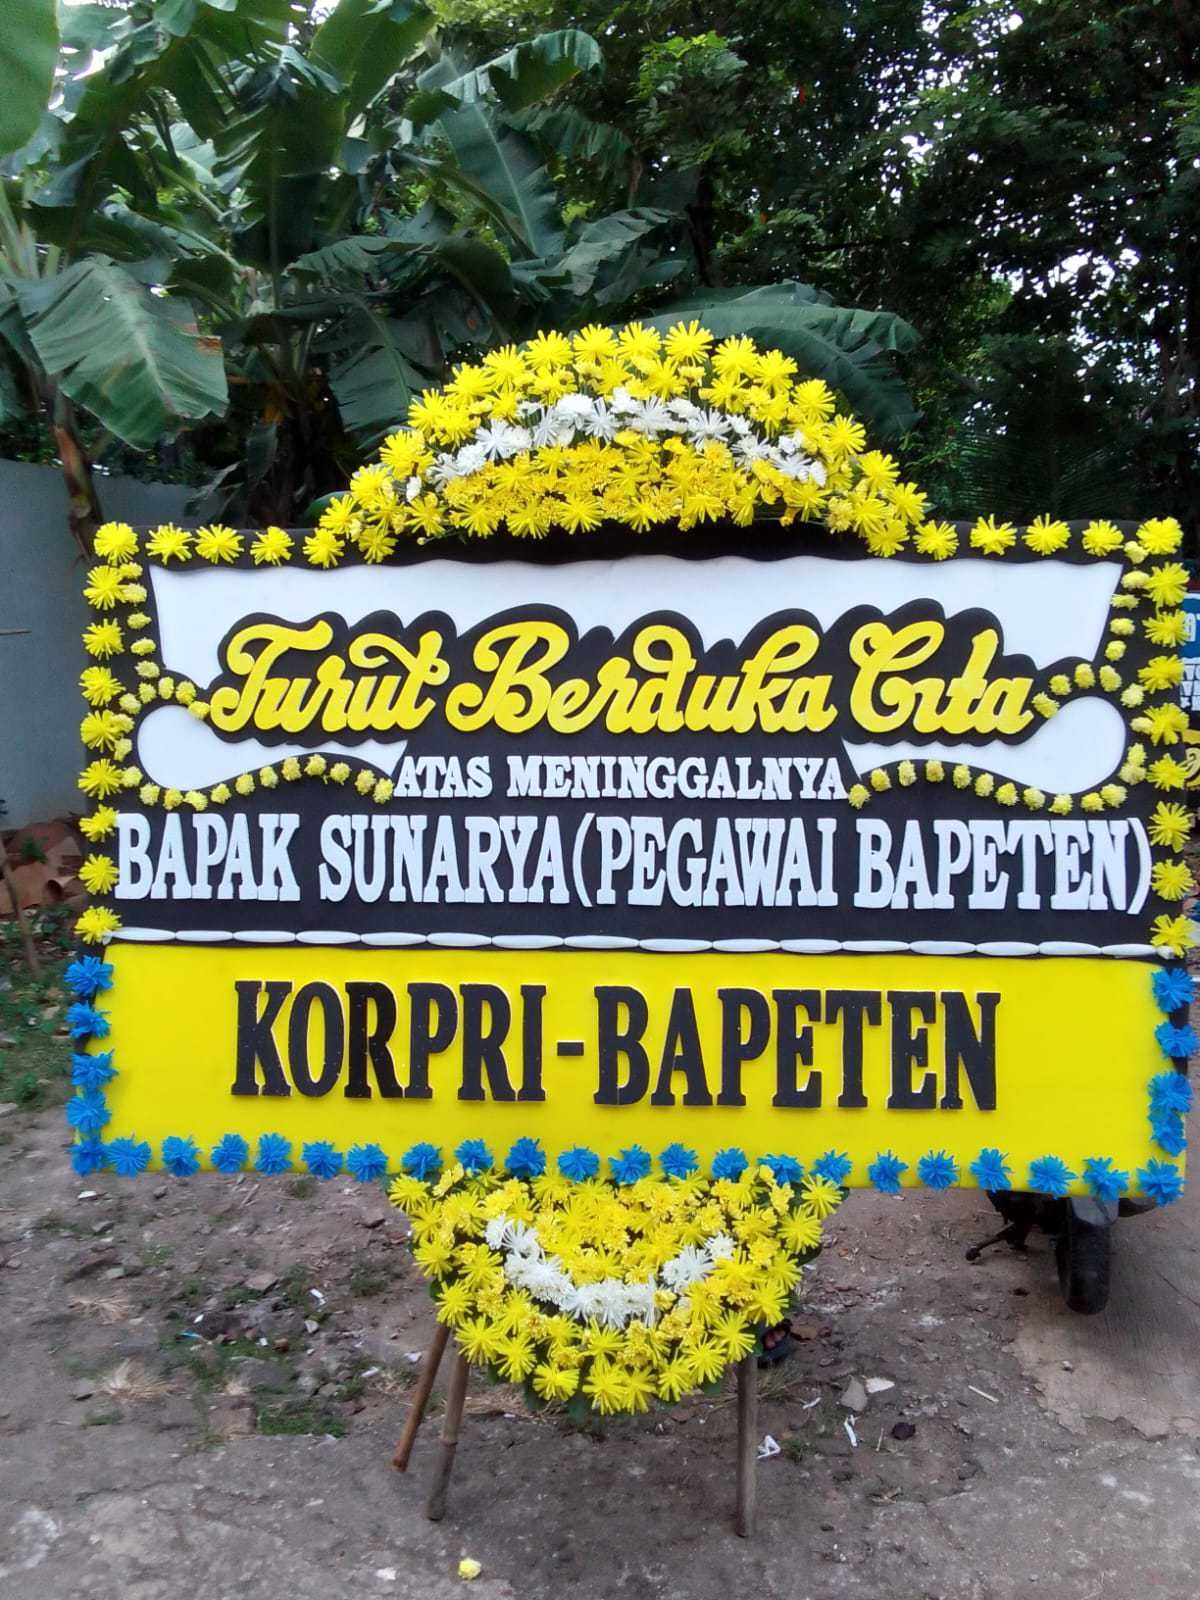 Turut Berduka Cita
ATAS MENINGGALNYA
BAPAK SUNARYA (PEGAWAI BAPETEN)
KORPRI-BAPETEN